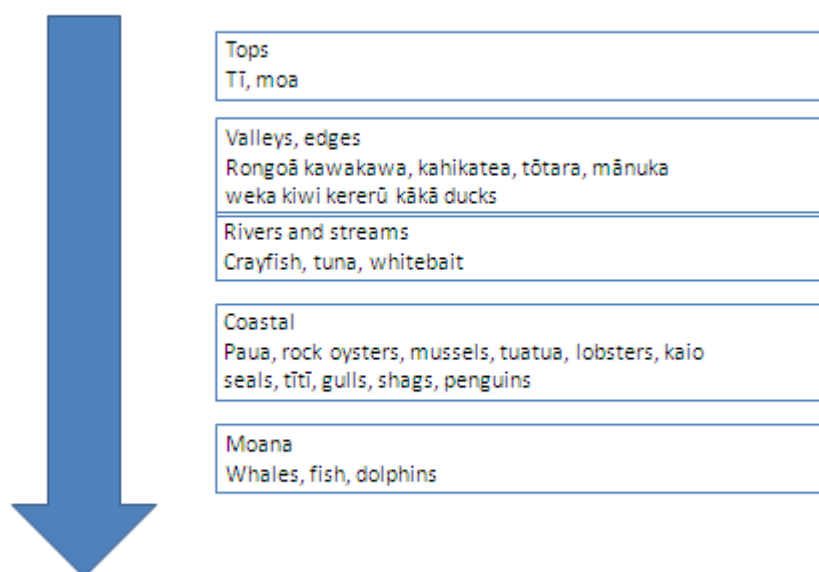 Tops
Tī, moa
Valleys, edges
Rongoā kawakawa, kahikatea, tōtara, mānuka
weka kiwi kererū kākā ducks
Rivers and streams
Crayfish, tuna, whitebait
Coastal
Paua, rock oysters, mussels, tuatua, lobsters, kaio
seals, tītī, gulls, shags, penguins
Moana
Whales, fish, dolphins